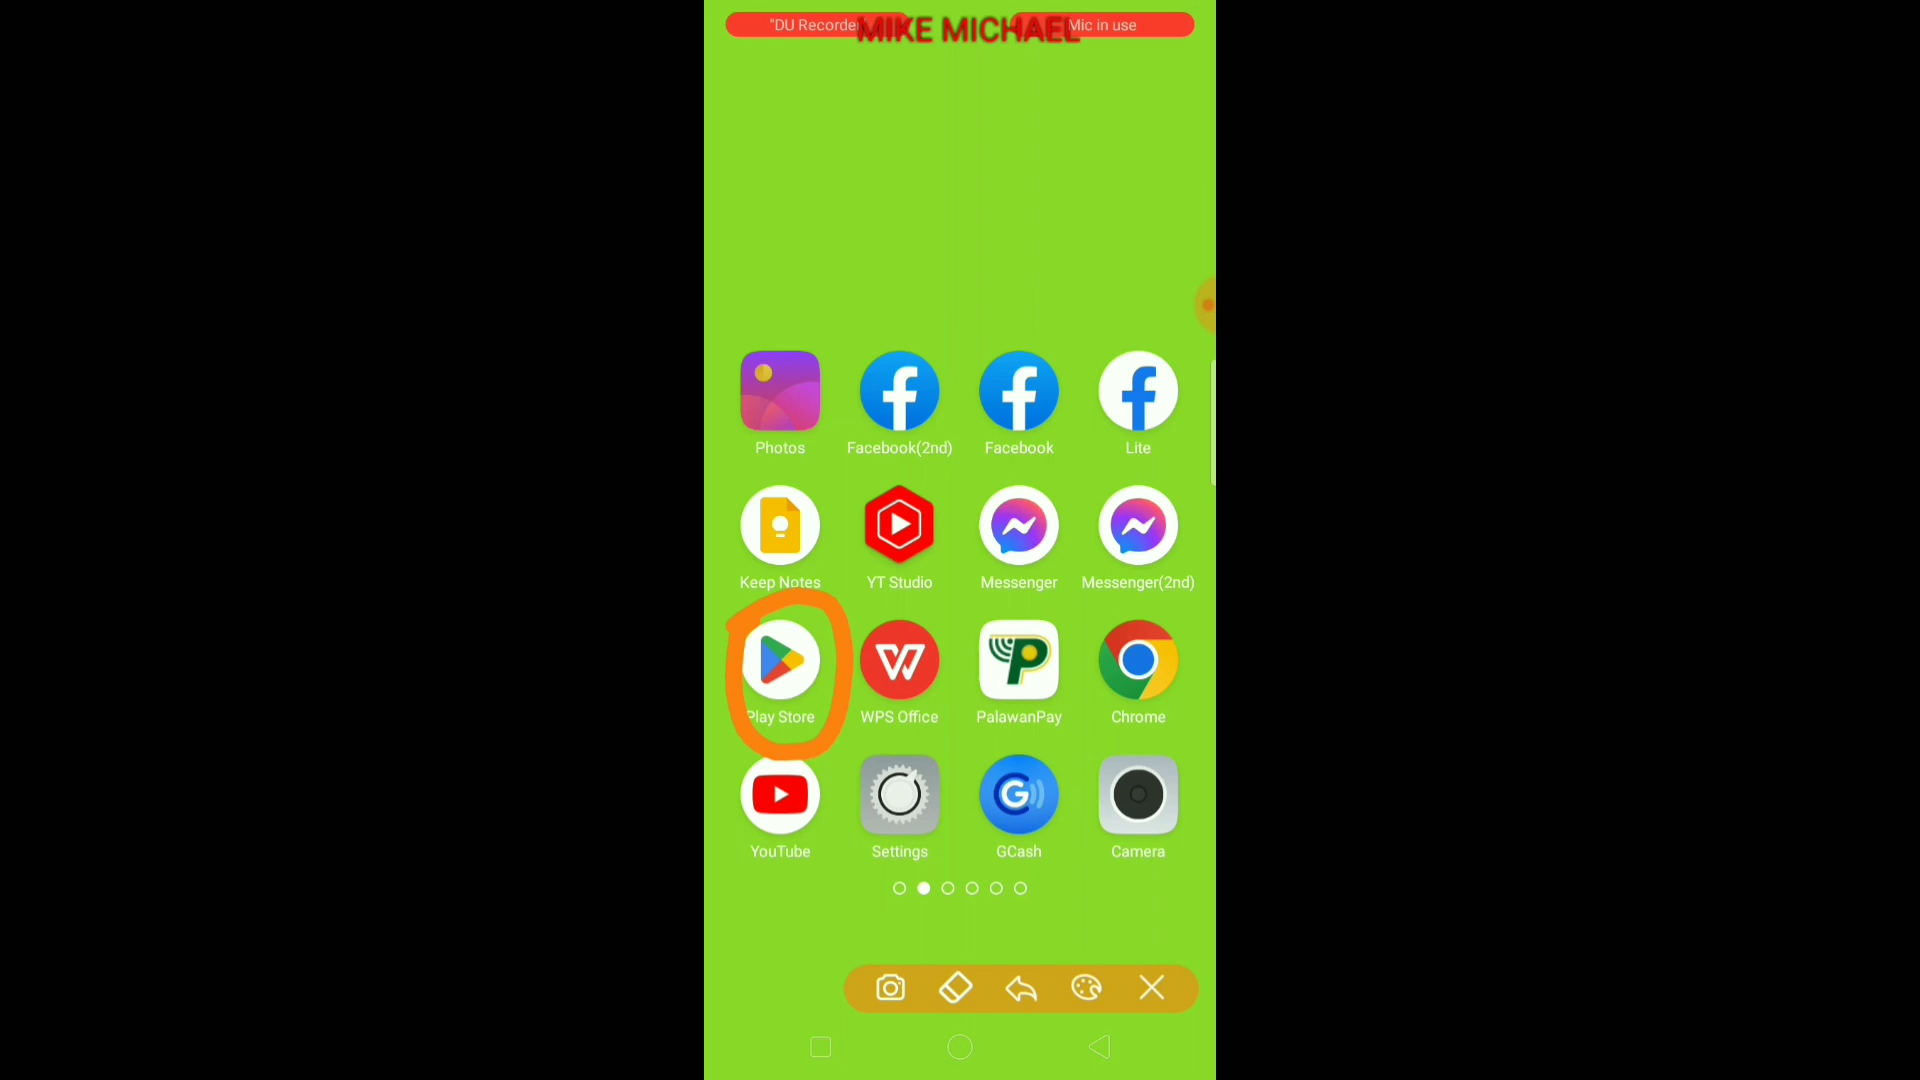 "DU Recorder
MIKE MICHAEL
Mic in use
Photos
Facebook(2nd)
Facebook
Lite
Keep Notes
YT Studio
Messenger
Messenger(2nd)
Play Store
WPS Office
PalawanPay
Chrome
YouTube
Settings
GCash
Camera